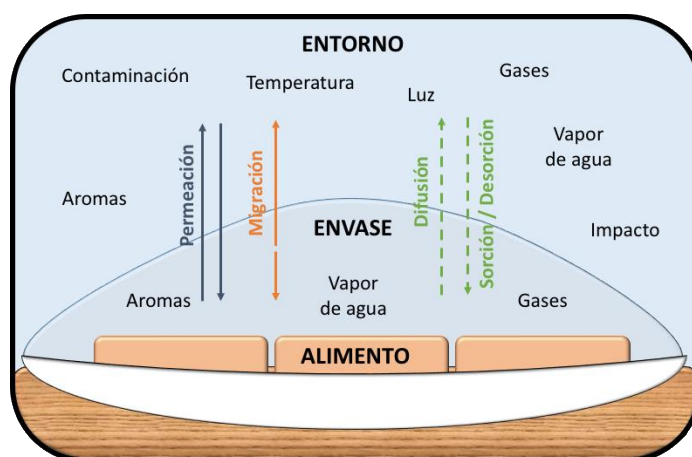 ENTORNO
Contaminación
Temperatura
Gases
Luz
Vapor
de agua
Aromas
Impacto
Permeación
Migración
Difusión
Sorción / Desorción
ENVASE
Aromas
Vapor
de agua
Gases
ALIMENTO